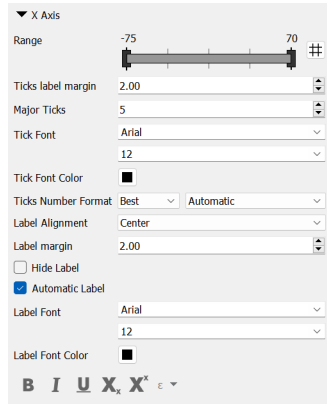 X Axis
Range -75 70
Ticks label margin 2.00
Major Ticks 5
Tick Font Arial
12
Tick Font Color
Ticks Number Format Best Automatic
Label Alignment Center
Label margin 2.00
Hide Label
Automatic Label
Label Font Arial
12
Label Font Color
B I U Xₓ Xˣ ε